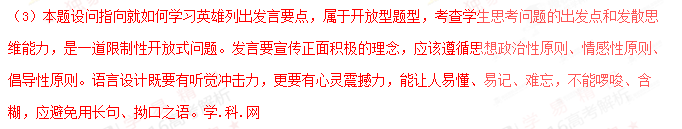 （3）本题设问指向就如何学习英雄列出发言要点，属于开放型题型，考查学生思考问题的出发点和发散思
维能力，是一道限制性开放式问题。发言要宣传正面积极的理念，应该遵循思想政治性原则、情感性原则、
倡导性原则。语言设计既要有听觉冲击力，更要有心灵震撼力，能让人易懂、易记、难忘，不能啰唆、含
糊，应避免用长句、拗口之语。学.科.网